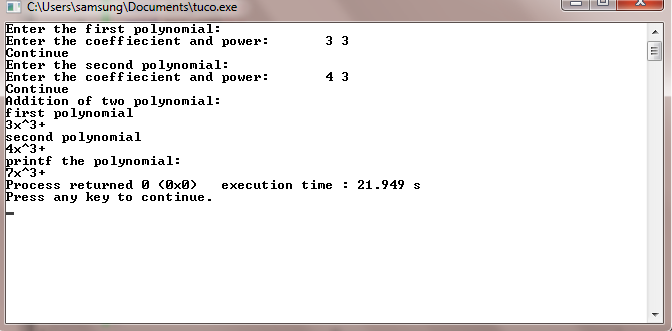 C:\Users\samsung\Documents\tuco.exe
Enter the first polynomial:
Enter the coeffiecient and power:       3 3
Continue
Enter the second polynomial:
Enter the coeffiecient and power:       4 3
Continue
Addition of two polynomial:
first polynomial
3x^3+
second polynomial
4x^3+
printf the polynomial:
7x^3+
Process returned 0 (0x0)   execution time : 21.949 s
Press any key to continue.